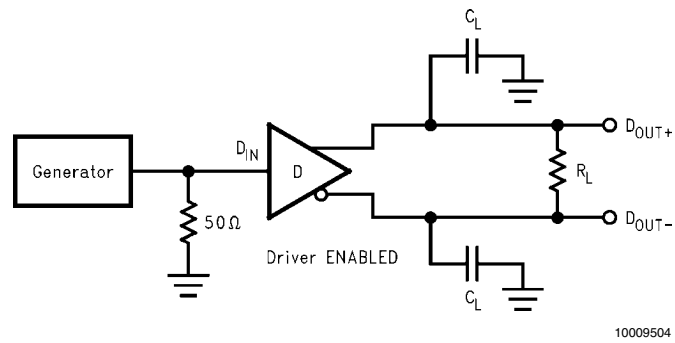 C_L
D_OUT+
D_IN
Generator
D
R_L
50Ω
D_OUT−
Driver ENABLED
C_L
10009504